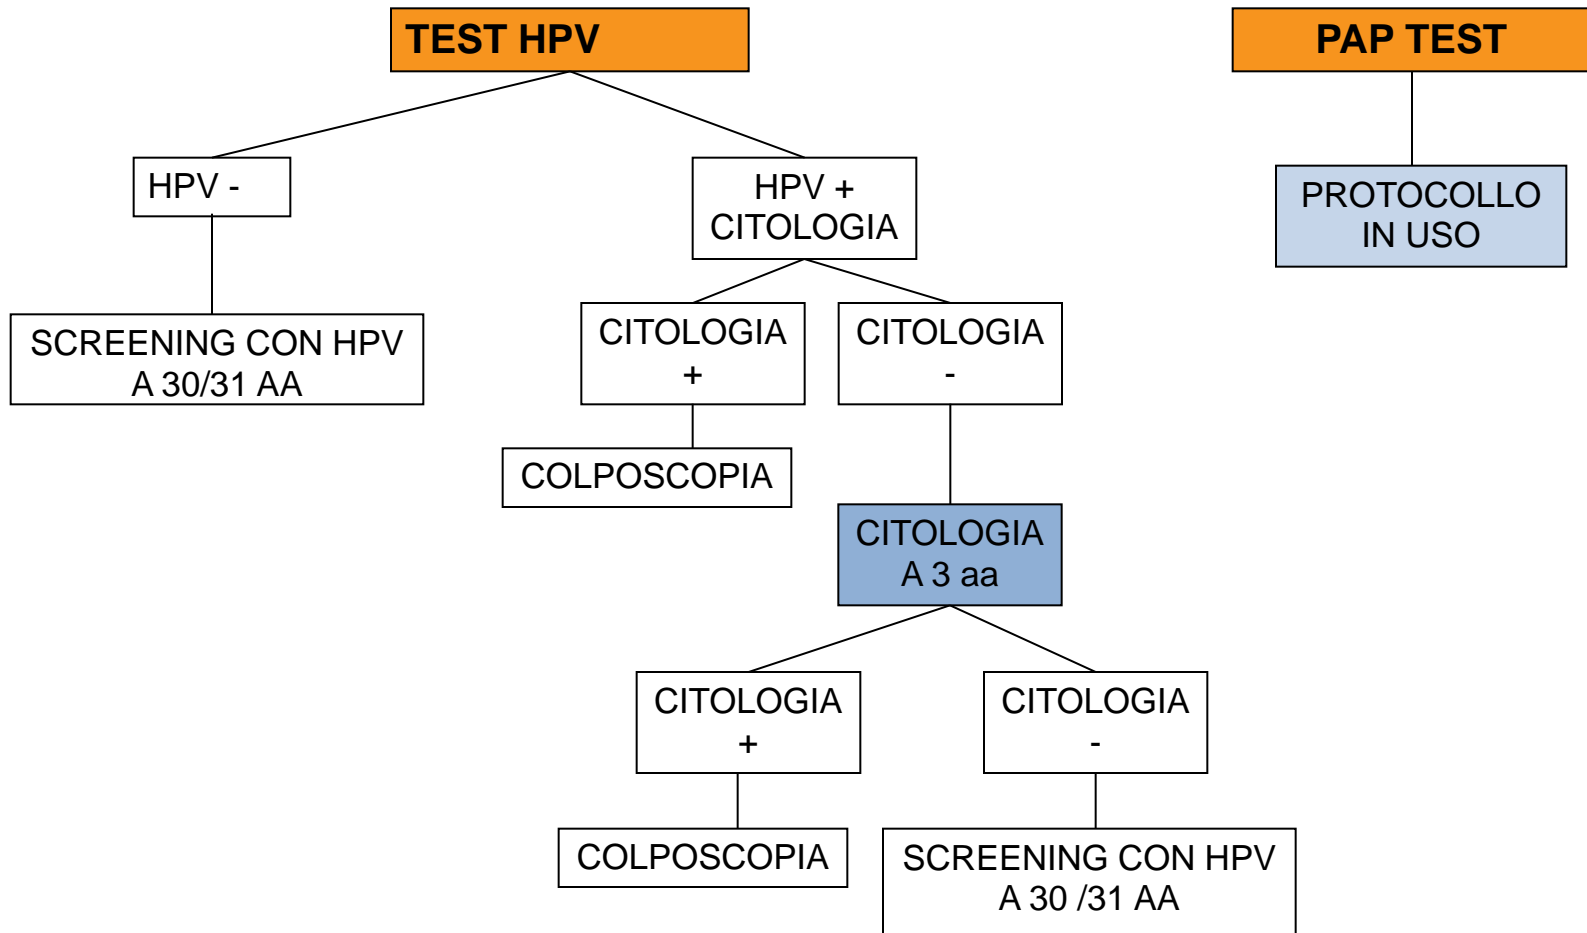 TEST HPV
PAP TEST
HPV -
HPV +
CITOLOGIA
PROTOCOLLO
IN USO
SCREENING CON HPV
A 30/31 AA
CITOLOGIA
+
CITOLOGIA
-
COLPOSCOPIA
CITOLOGIA
A 3 aa
CITOLOGIA
+
CITOLOGIA
-
COLPOSCOPIA
SCREENING CON HPV
A 30 /31 AA